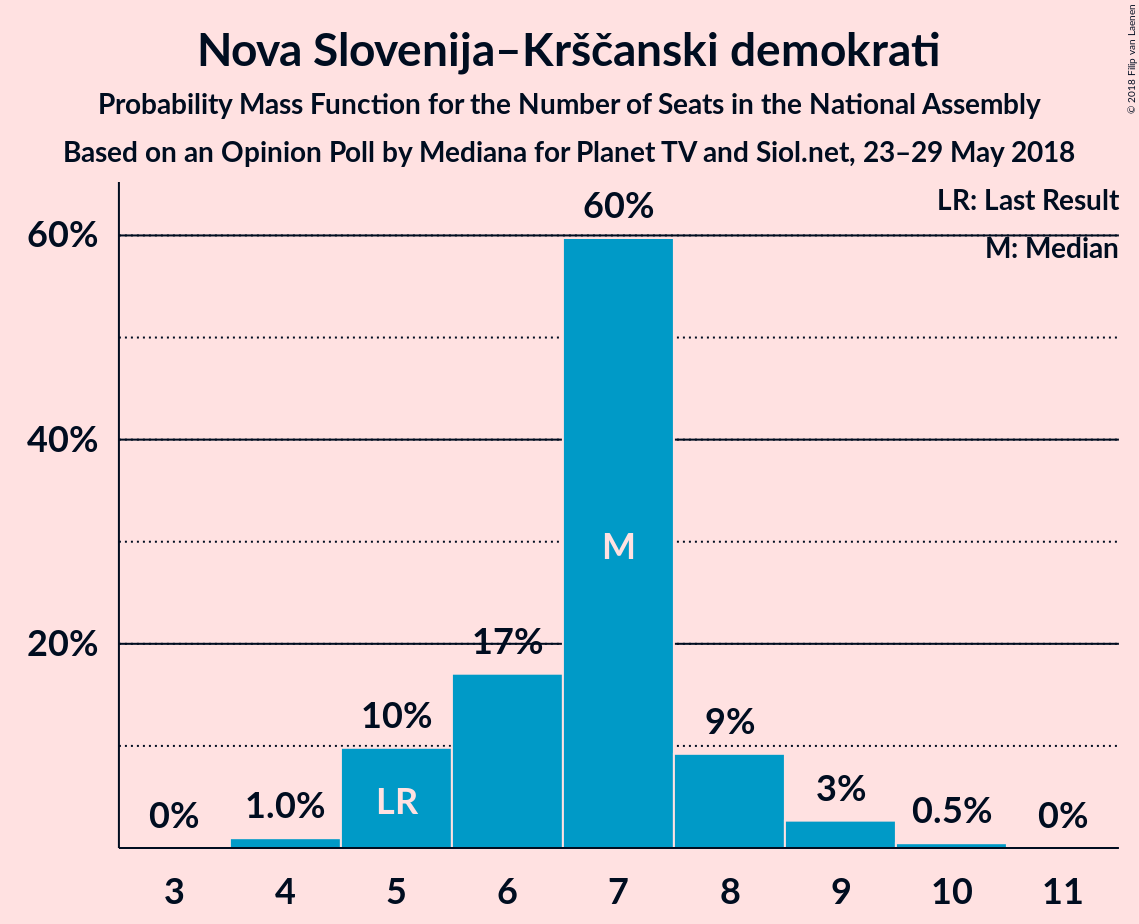 Nova Slovenija–Krščanski demokrati
Probability Mass Function for the Number of Seats in the National Assembly
Based on an Opinion Poll by Mediana for Planet TV and Siol.net, 23–29 May 2018
© 2018 Filip van Laenen
LR: Last Result
M: Median
60%
40%
20%
0%
1.0%
10%
17%
60%
9%
3%
0.5%
0%
LR
M
3 4 5 6 7 8 9 10 11